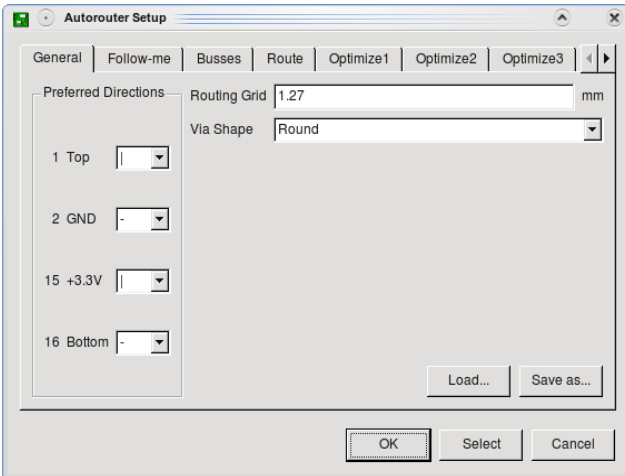 Autorouter Setup
General Follow-me Busses Route Optimize1 Optimize2 Optimize3
Preferred Directions
Routing Grid 1.27 mm
Via Shape Round
1 Top |
2 GND -
15 +3.3V |
16 Bottom -
Load... Save as...
OK Select Cancel